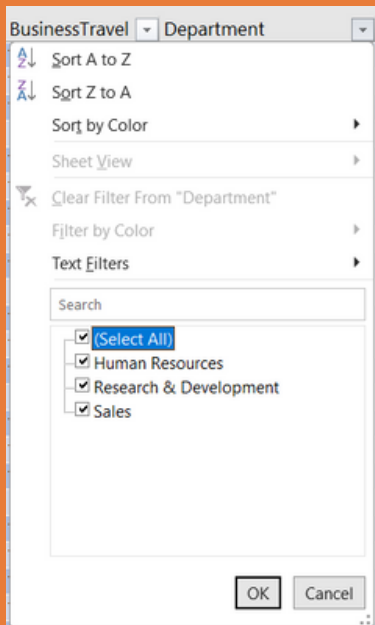 BusinessTravel Department
Sort A to Z
Sort Z to A
Sort by Color
Sheet View
Clear Filter From "Department"
Filter by Color
Text Filters
Search
(Select All)
Human Resources
Research & Development
Sales
OK Cancel